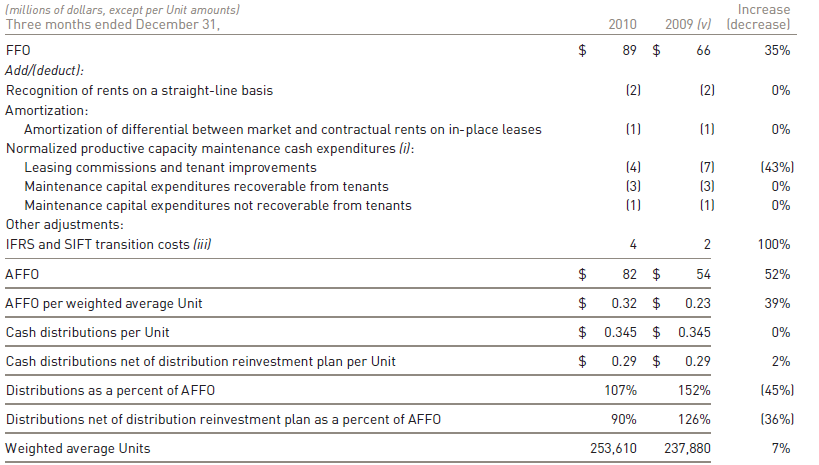 (millions of dollars, except per Unit amounts) Increase
Three months ended December 31, 2010 2009 (v) (decrease)
FFO $ 89 $ 66 35%
Add/(deduct):
Recognition of rents on a straight-line basis (2) (2) 0%
Amortization:
Amortization of differential between market and contractual rents on in-place leases (1) (1) 0%
Normalized productive capacity maintenance cash expenditures (i):
Leasing commissions and tenant improvements (4) (7) (43%)
Maintenance capital expenditures recoverable from tenants (3) (3) 0%
Maintenance capital expenditures not recoverable from tenants (1) (1) 0%
Other adjustments:
IFRS and SIFT transition costs (iii) 4 2 100%
AFFO $ 82 $ 54 52%
AFFO per weighted average Unit $ 0.32 $ 0.23 39%
Cash distributions per Unit $ 0.345 $ 0.345 0%
Cash distributions net of distribution reinvestment plan per Unit $ 0.29 $ 0.29 2%
Distributions as a percent of AFFO 107% 152% (45%)
Distributions net of distribution reinvestment plan as a percent of AFFO 90% 126% (36%)
Weighted average Units 253,610 237,880 7%